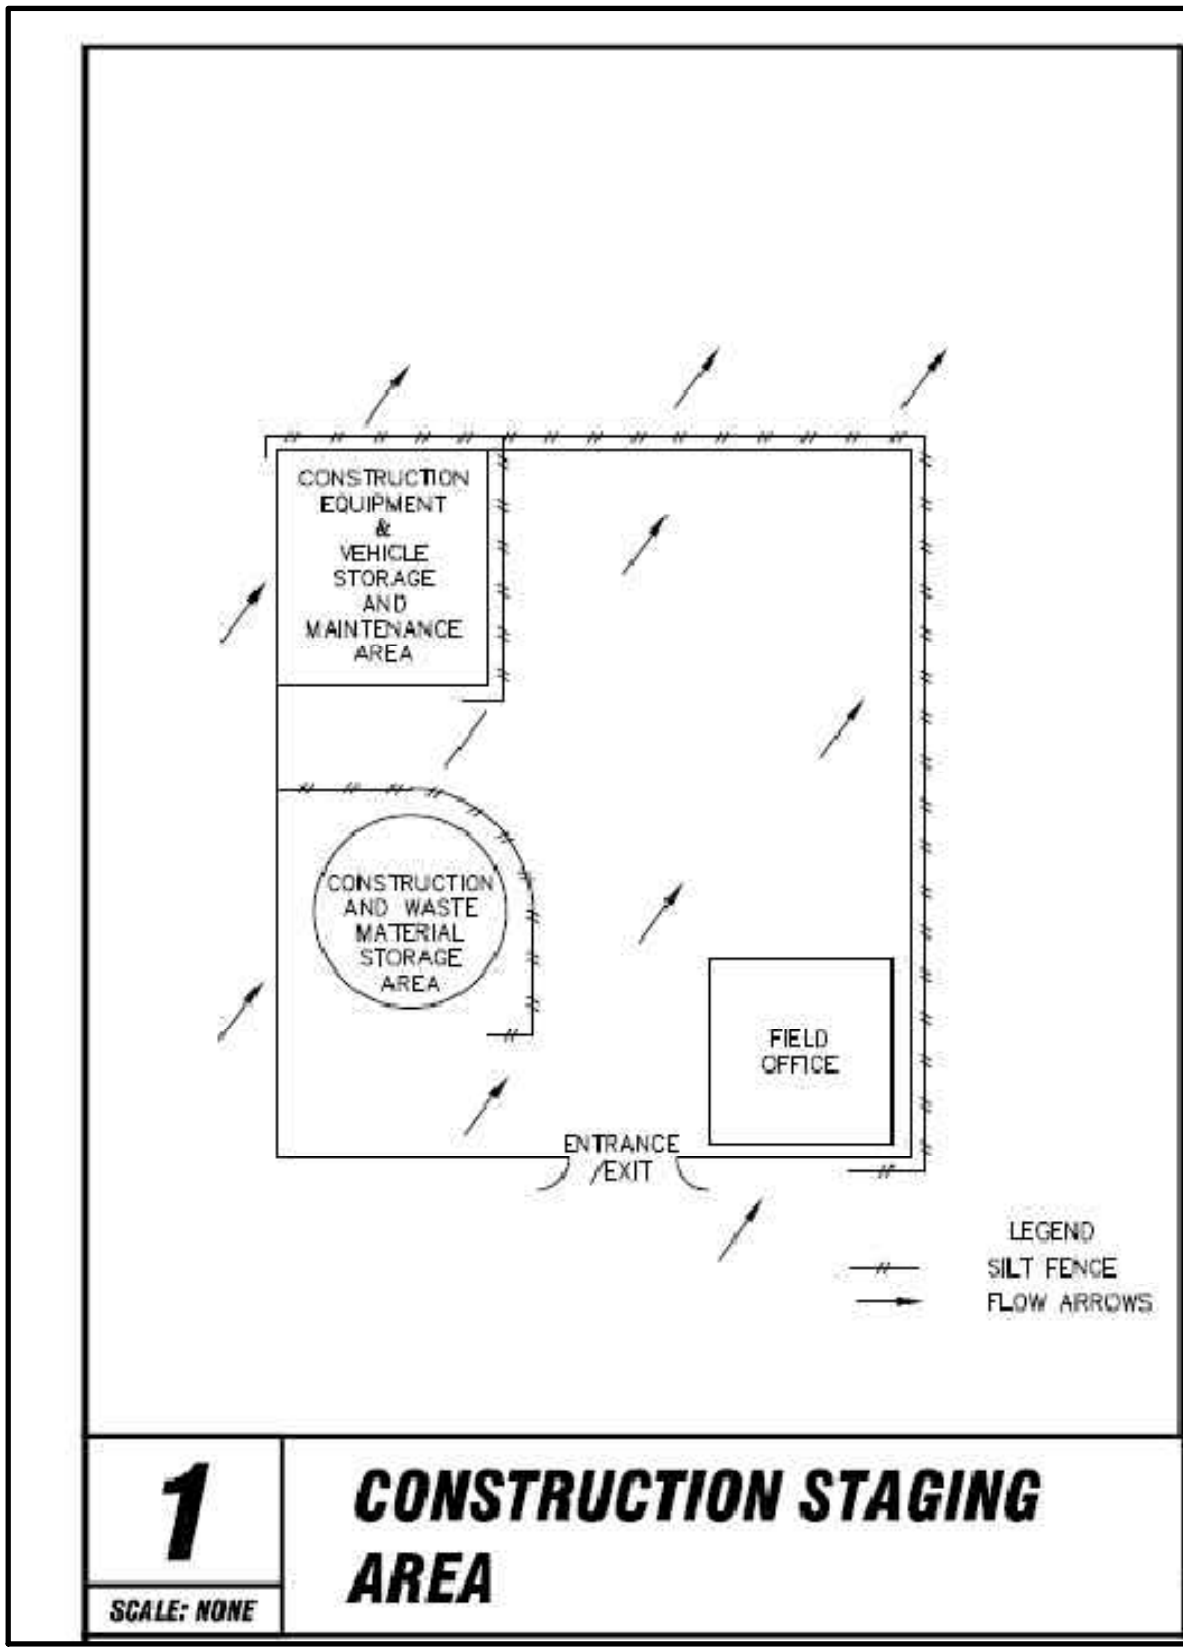 CONSTRUCTION
EQUIPMENT
&
VEHICLE
STORAGE
AND
MAINTENANCE
AREA
CONSTRUCTION
AND WASTE
MATERIAL
STORAGE
AREA
FIELD
OFFICE
ENTRANCE
/EXIT
LEGEND
SILT FENCE
FLOW ARROWS
1
SCALE: NONE
CONSTRUCTION STAGING
AREA